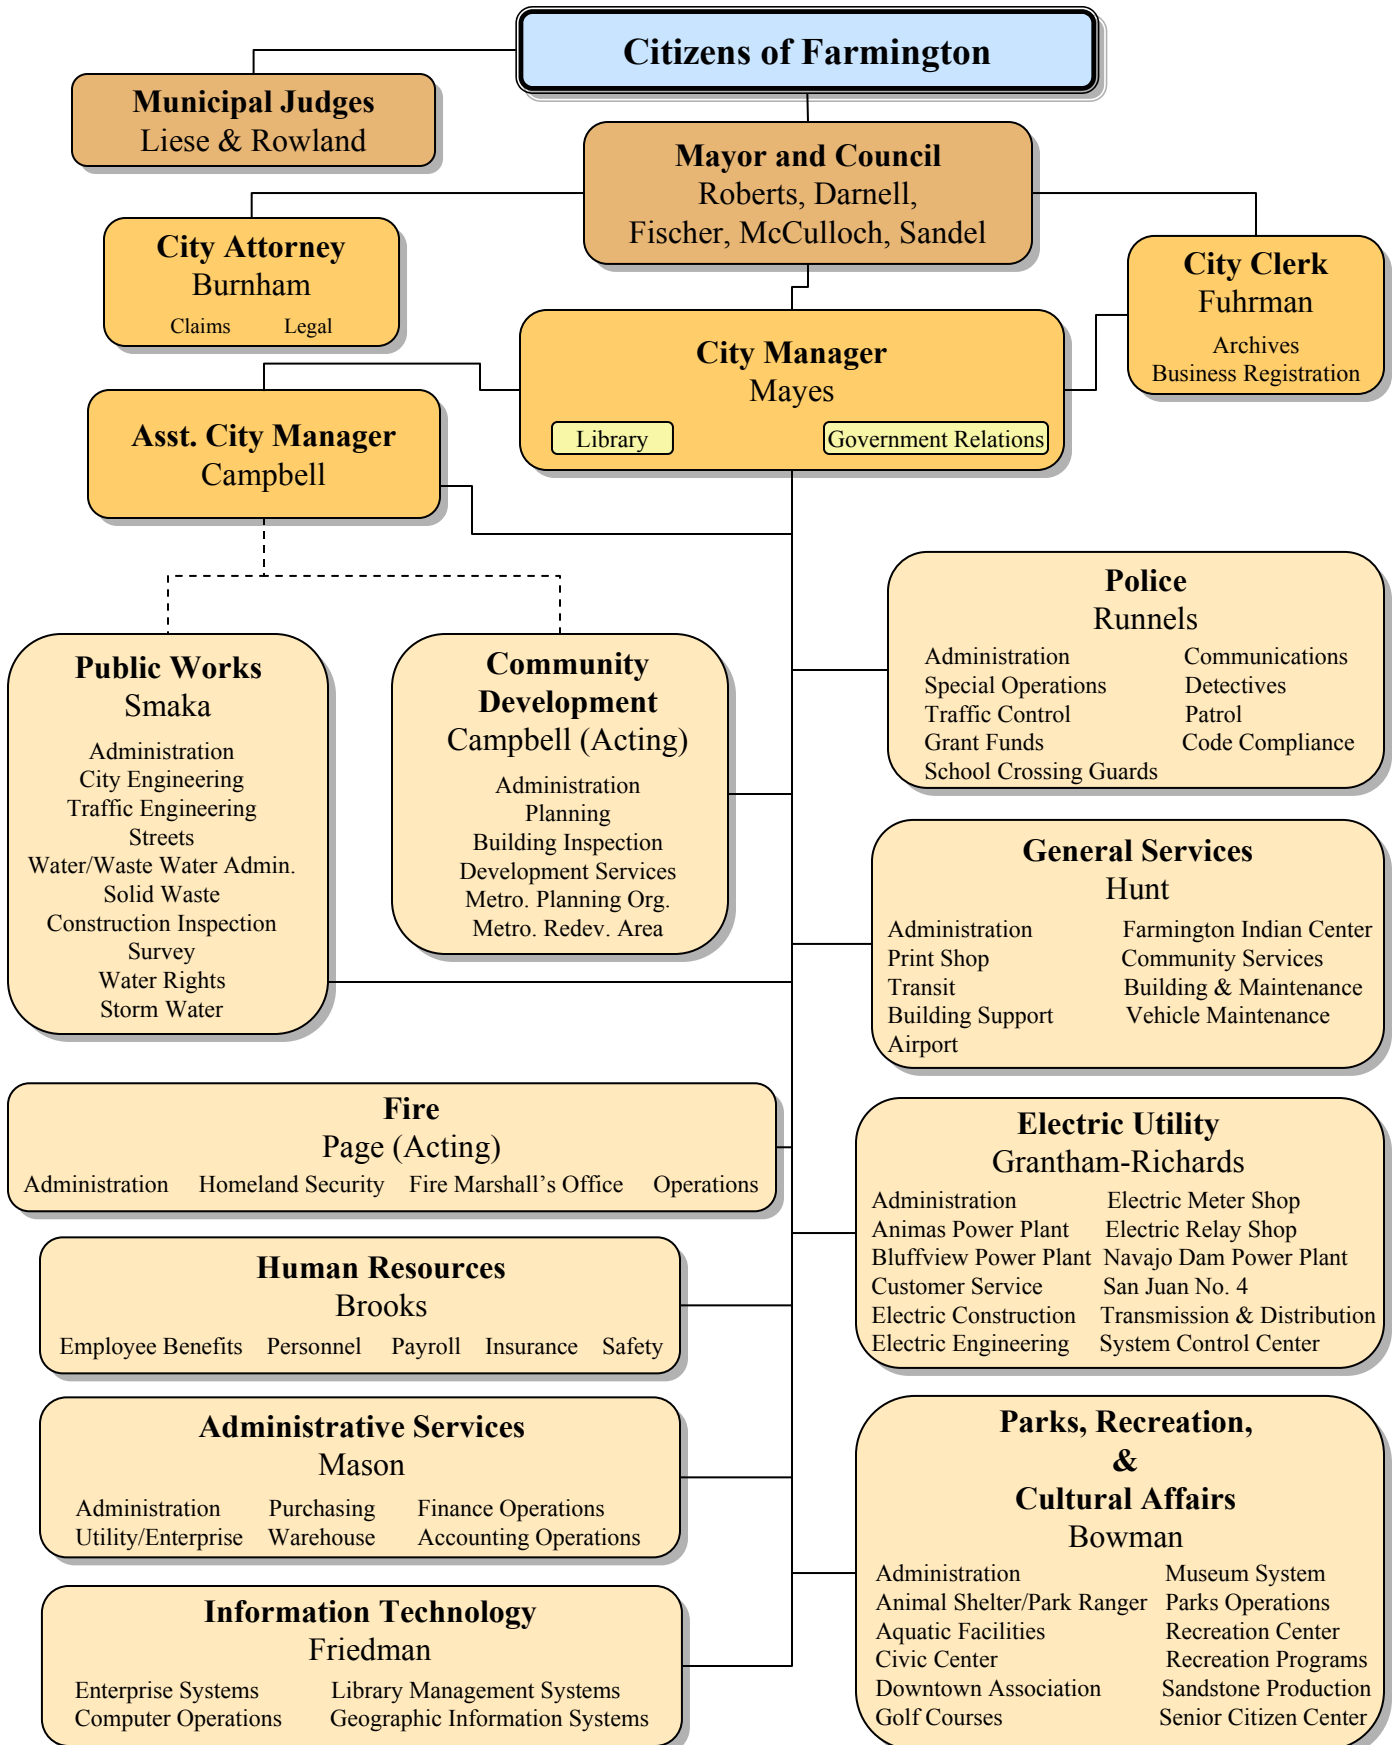 Citizens of Farmington
Municipal Judges
Liese & Rowland
Mayor and Council
Roberts, Darnell,
Fischer, McCulloch, Sandel
City Attorney
Burnham
Claims Legal
City Clerk
Fuhrman
Archives
Business Registration
City Manager
Mayes
Library Government Relations
Asst. City Manager
Campbell
Police
Runnels
Administration Communications
Special Operations Detectives
Traffic Control Patrol
Grant Funds Code Compliance
School Crossing Guards
Public Works
Smaka
Administration
City Engineering
Traffic Engineering
Streets
Water/Waste Water Admin.
Solid Waste
Construction Inspection
Survey
Water Rights
Storm Water
Community
Development
Campbell (Acting)
Administration
Planning
Building Inspection
Development Services
Metro. Planning Org.
Metro. Redev. Area
General Services
Hunt
Administration Farmington Indian Center
Print Shop Community Services
Transit Building & Maintenance
Building Support Vehicle Maintenance
Airport
Fire
Page (Acting)
Administration Homeland Security Fire Marshall’s Office Operations
Electric Utility
Grantham-Richards
Administration Electric Meter Shop
Animas Power Plant Electric Relay Shop
Bluffview Power Plant Navajo Dam Power Plant
Customer Service San Juan No. 4
Electric Construction Transmission & Distribution
Electric Engineering System Control Center
Human Resources
Brooks
Employee Benefits Personnel Payroll Insurance Safety
Administrative Services
Mason
Administration Purchasing Finance Operations
Utility/Enterprise Warehouse Accounting Operations
Parks, Recreation,
&
Cultural Affairs
Bowman
Administration Museum System
Animal Shelter/Park Ranger Parks Operations
Aquatic Facilities Recreation Center
Civic Center Recreation Programs
Downtown Association Sandstone Production
Golf Courses Senior Citizen Center
Information Technology
Friedman
Enterprise Systems Library Management Systems
Computer Operations Geographic Information Systems